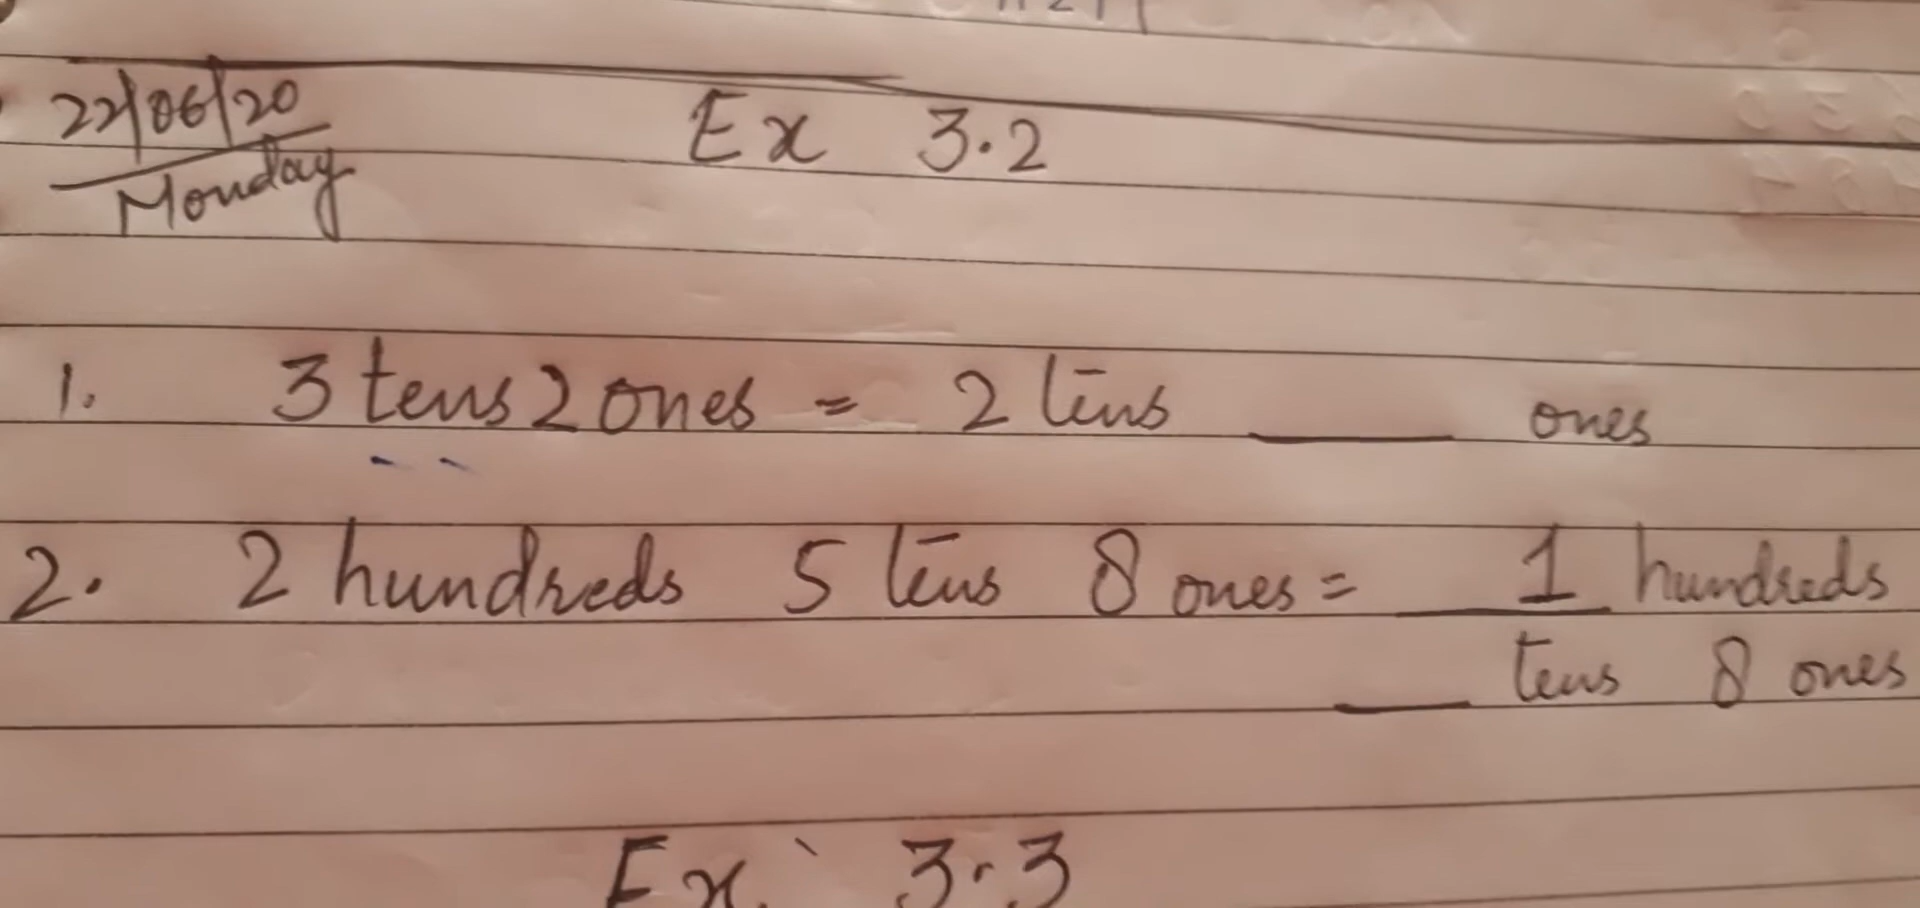 22/06/20 Ex 3.2
Monday
1. 3 tens 2 ones = 2 tens ____ ones
2. 2 hundreds 5 tens 8 ones = __1__ hundreds
____ tens 8 ones
Ex. 3.3